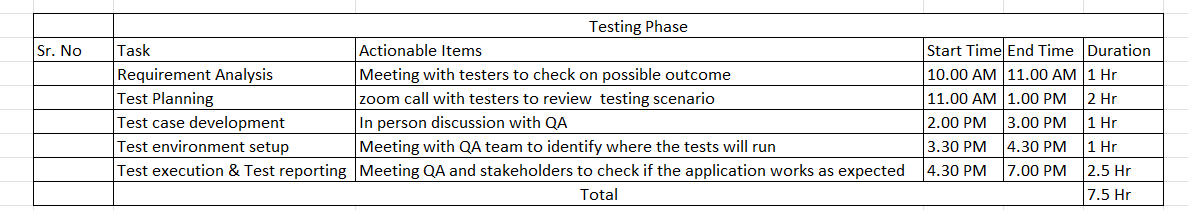 Testing Phase
Sr. No Task Actionable Items Start Time End Time Duration
Requirement Analysis Meeting with testers to check on possible outcome 10.00 AM 11.00 AM 1 Hr
Test Planning zoom call with testers to review  testing scenario 11.00 AM 1.00 PM 2 Hr
Test case development In person discussion with QA 2.00 PM 3.00 PM 1 Hr
Test environment setup Meeting with QA team to identify where the tests will run 3.30 PM 4.30 PM 1 Hr
Test execution & Test reporting Meeting QA and stakeholders to check if the application works as expected 4.30 PM 7.00 PM 2.5 Hr
Total 7.5 Hr